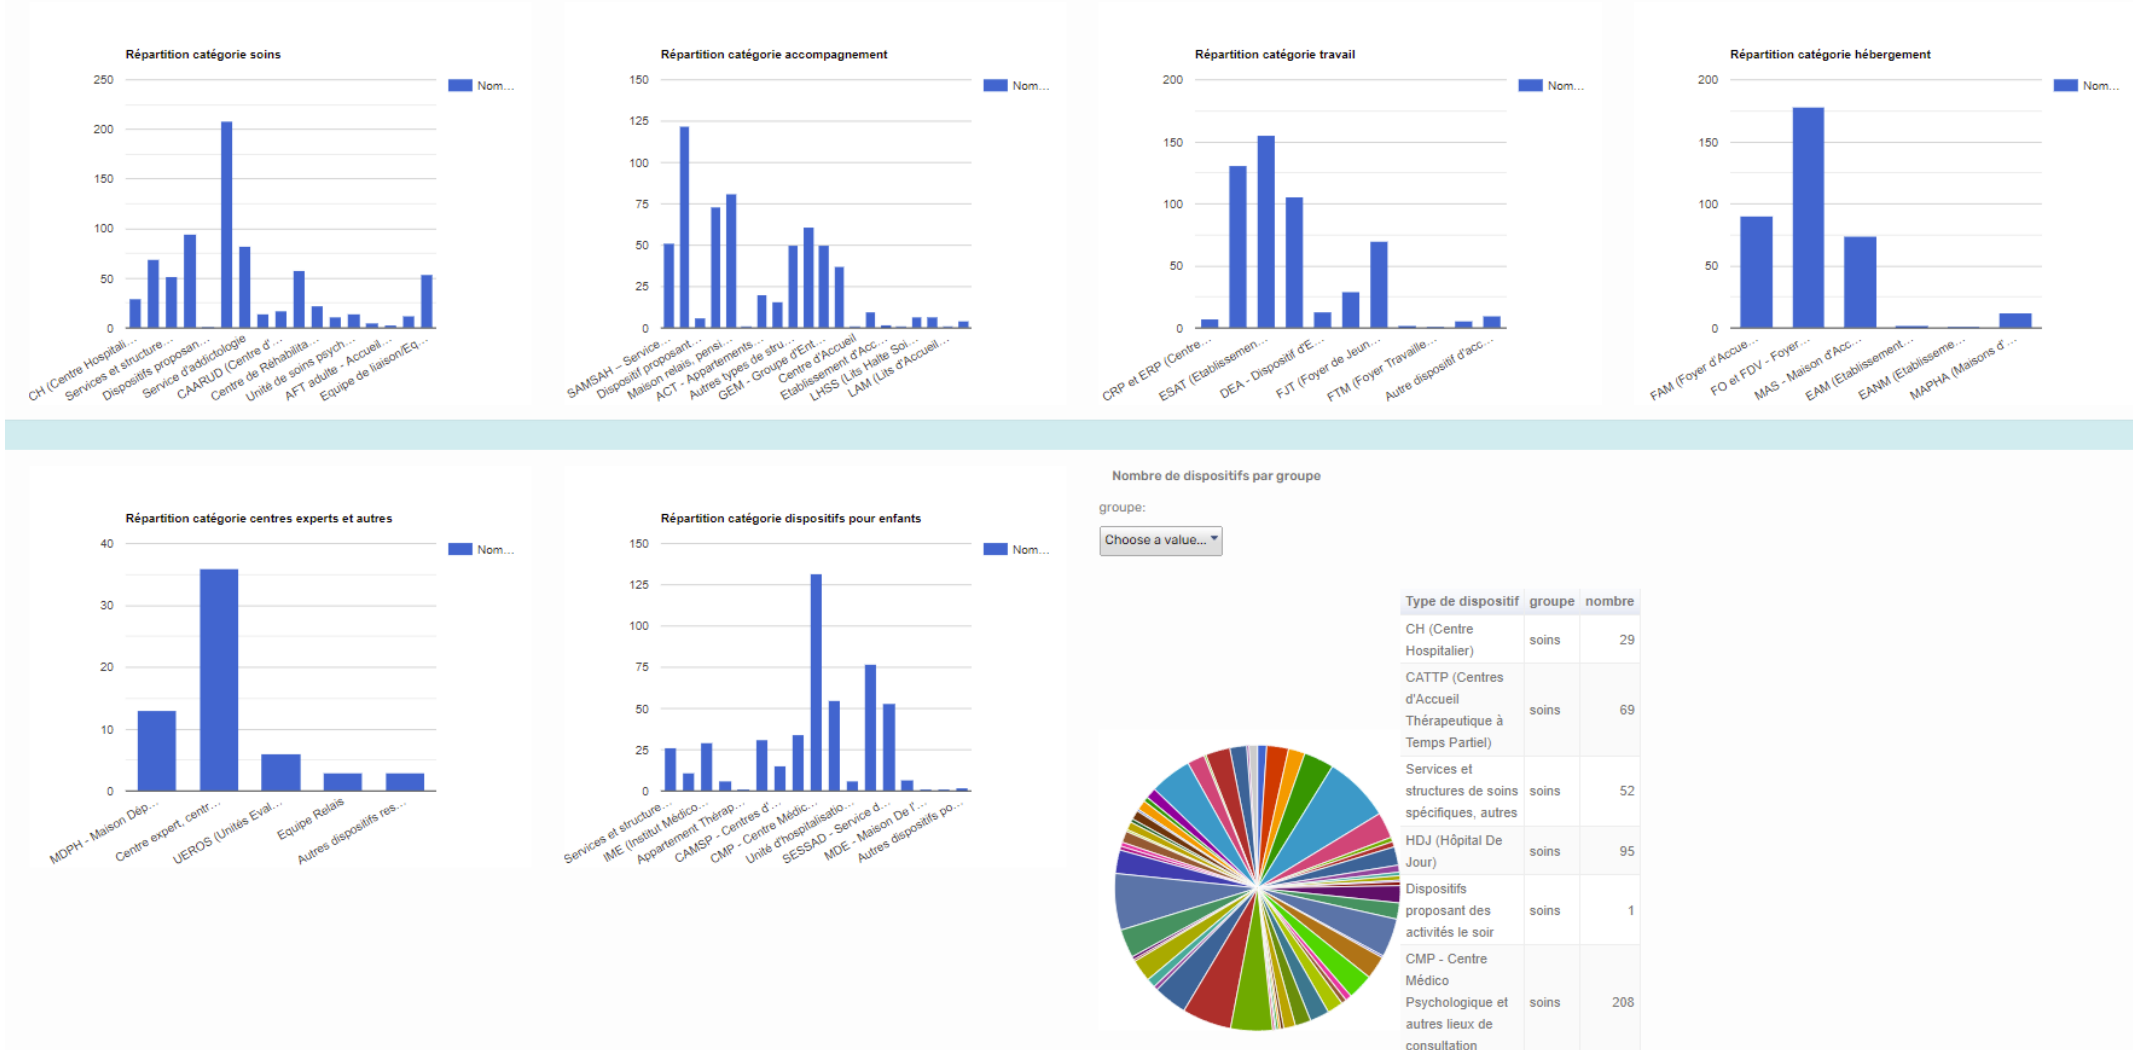 Répartition catégorie soins
Nom...
250
200
150
100
50
0
CH (Centre Hospitali...
Services et structure...
Dispositifs proposan...
Service d'addictologie
CAARUD (Centre d'...
Centre de Réhabilita...
Unité de soins psych...
AFT adulte - Accueil...
Equipe de liaison/Eq...
Répartition catégorie accompagnement
Nom...
150
125
100
75
50
25
0
SAMSAH – Service...
Dispositif proposant...
Maison relais, pensi...
ACT - Appartements...
Autres types de stru...
GEM - Groupe d'Ent...
Centre d'Accueil
Etablissement d'Acc...
LHSS (Lits Halte Soi...
LAM (Lits d'Accueil...
Répartition catégorie travail
Nom...
200
150
100
50
0
CRP et ERP (Centre...
ESAT (Etablissemen...
DEA - Dispositif d'E...
FJT (Foyer de Jeun...
FTM (Foyer Travaille...
Autre dispositif d'acc...
Répartition catégorie hébergement
Nom...
200
150
100
50
0
FAM (Foyer d'Accue...
FO et FDV - Foyer...
MAS - Maison d'Acc...
EAM (Etablissement...
EANM (Etablisseme...
MAPHA (Maisons d'...
Répartition catégorie centres experts et autres
Nom...
40
30
20
10
0
MDPH - Maison Dép...
Centre expert, centr...
UEROS (Unités Eval...
Equipe Relais
Autres dispositifs res...
Répartition catégorie dispositifs pour enfants
Nom...
150
125
100
75
50
25
0
Services et structure...
IME (Institut Médico...
Appartement Thérap...
CAMSP - Centres d'...
CMP - Centre Médic...
Unité d'hospitalisatio...
SESSAD - Service d...
MDE - Maison De l'...
Autres dispositifs po...
Nombre de dispositifs par groupe
groupe:
Choose a value...
Type de dispositif groupe nombre
CH (Centre
Hospitalier)
soins 29
CATTP (Centres
d'Accueil
Thérapeutique à
Temps Partiel)
soins 69
Services et
structures de soins
spécifiques, autres
soins 52
HDJ (Hôpital De
Jour)
soins 95
Dispositifs
proposant des
activités le soir
soins 1
CMP - Centre
Médico
Psychologique et
autres lieux de
consultation
soins 208